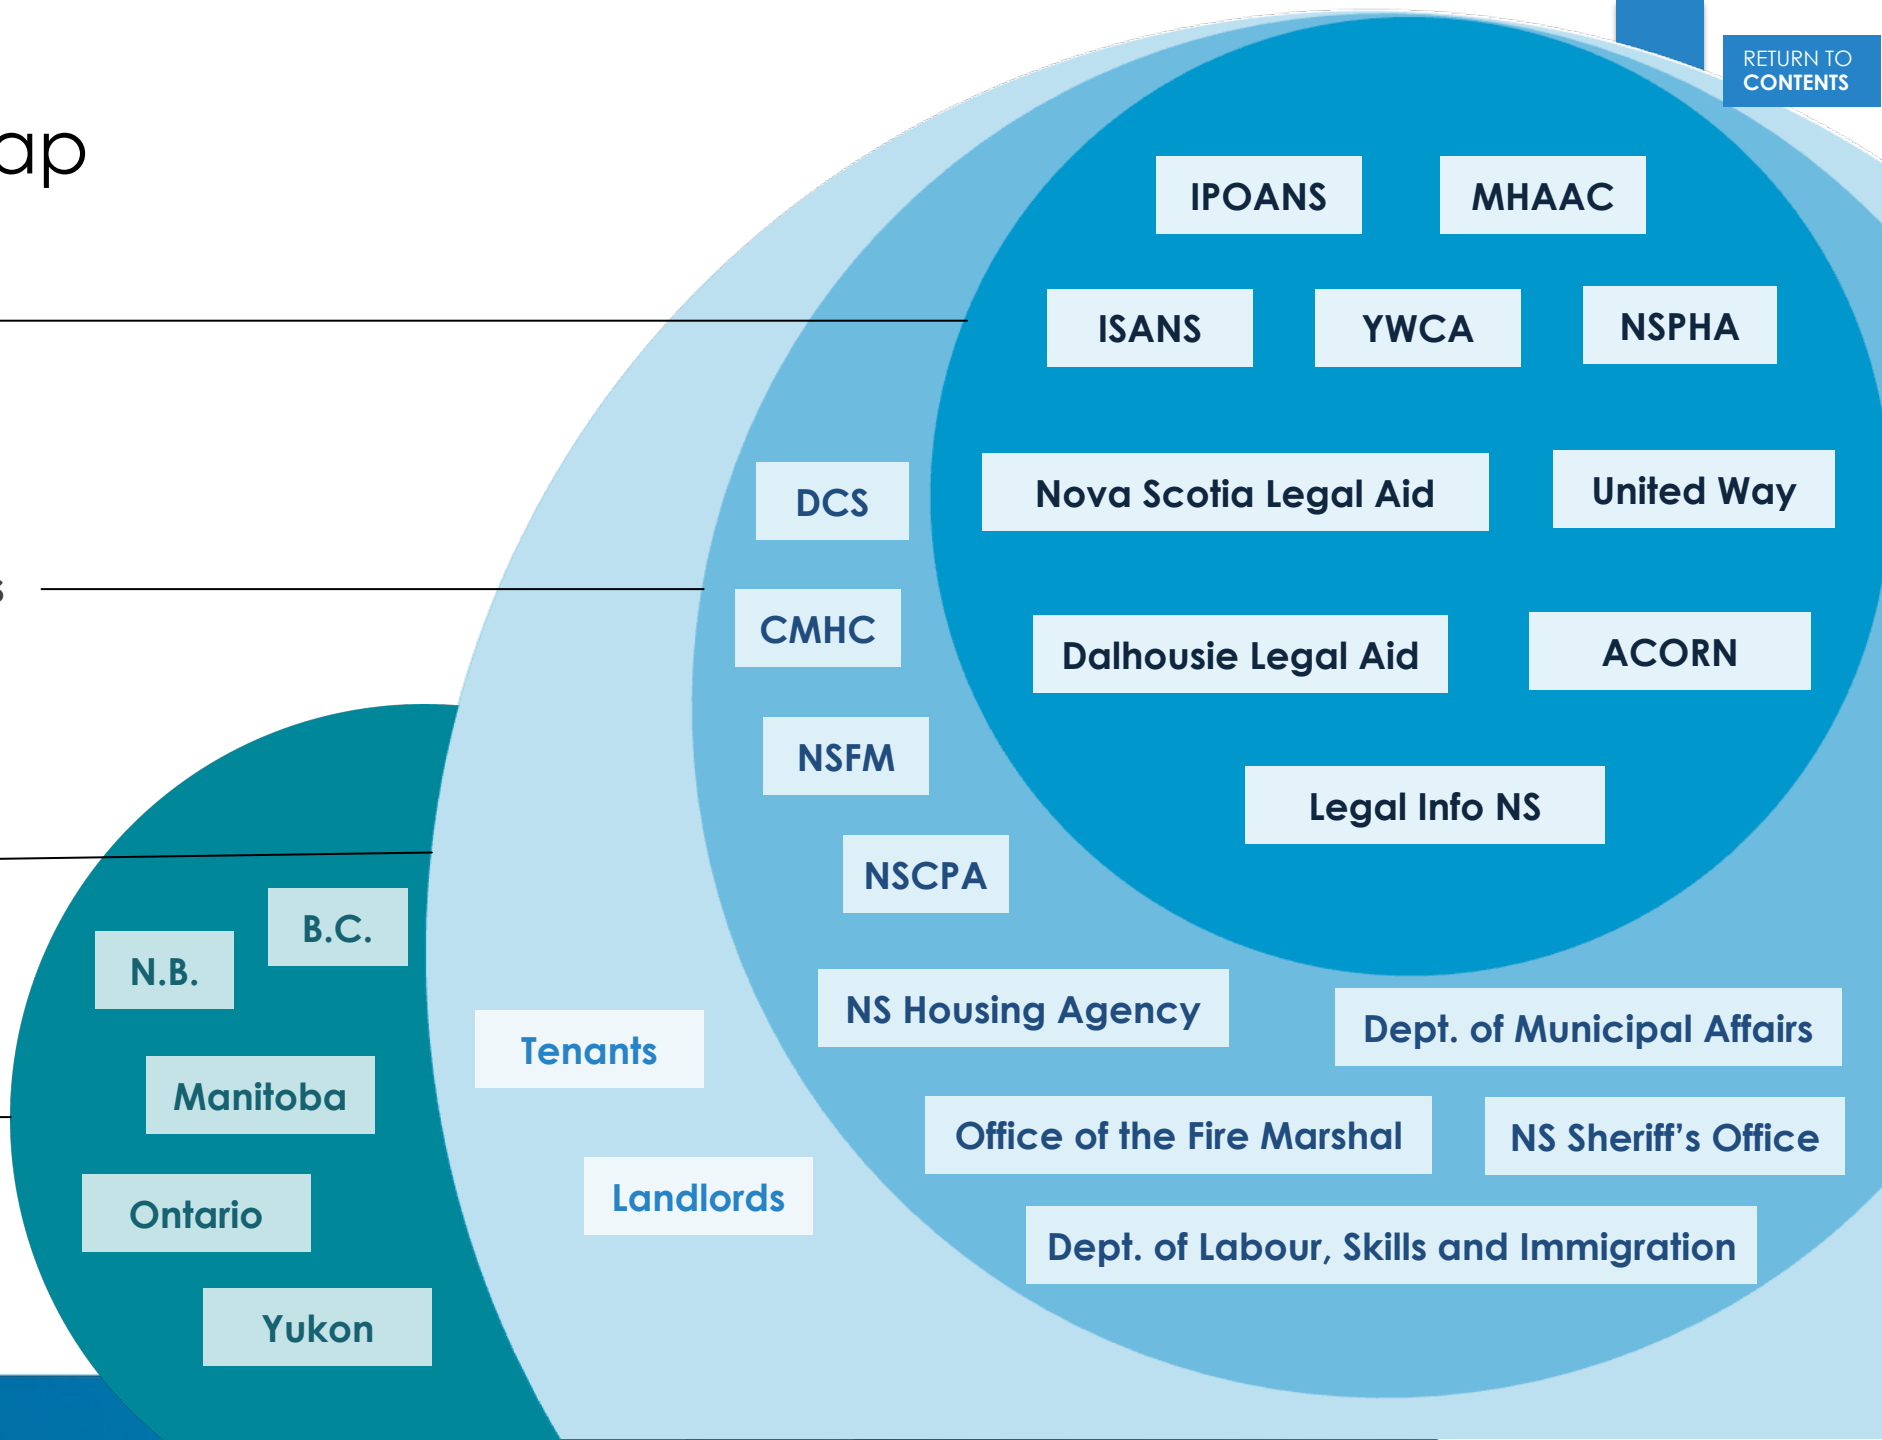 RETURN TO
CONTENTS
IPOANS
MHAAC
ISANS
YWCA
NSPHA
DCS
Nova Scotia Legal Aid
United Way
CMHC
Dalhousie Legal Aid
ACORN
NSFM
Legal Info NS
NSCPA
B.C.
N.B.
NS Housing Agency
Dept. of Municipal Affairs
Tenants
Manitoba
Office of the Fire Marshal
NS Sheriff’s Office
Landlords
Ontario
Dept. of Labour, Skills and Immigration
Yukon